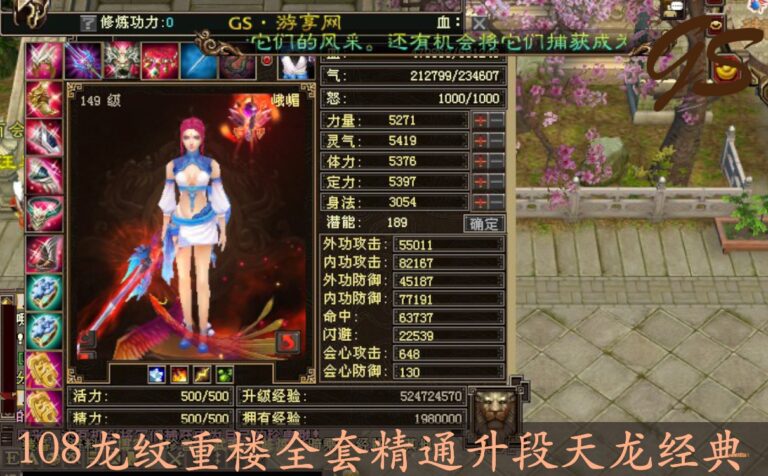 修炼功力:0
GS·游享网
血：
它们的风采。还有机会将它们捕获成为
GS
气： 212799/234607
149 级 峨嵋
怒： 1000/1000
力量： 5271
灵气： 5419
体力： 5376
定力： 5397
身法： 3054
潜能： 189 确定
外功攻击： 55011
内功攻击： 82167
外功防御： 45187
内功防御： 77191
命中： 63737
闪避： 22539
会心攻击： 648
会心防御： 130
活力： 500/500 升级经验： 524724570
精力： 500/500 拥有经验： 1980000
108龙纹重楼全套精通升段天龙经典